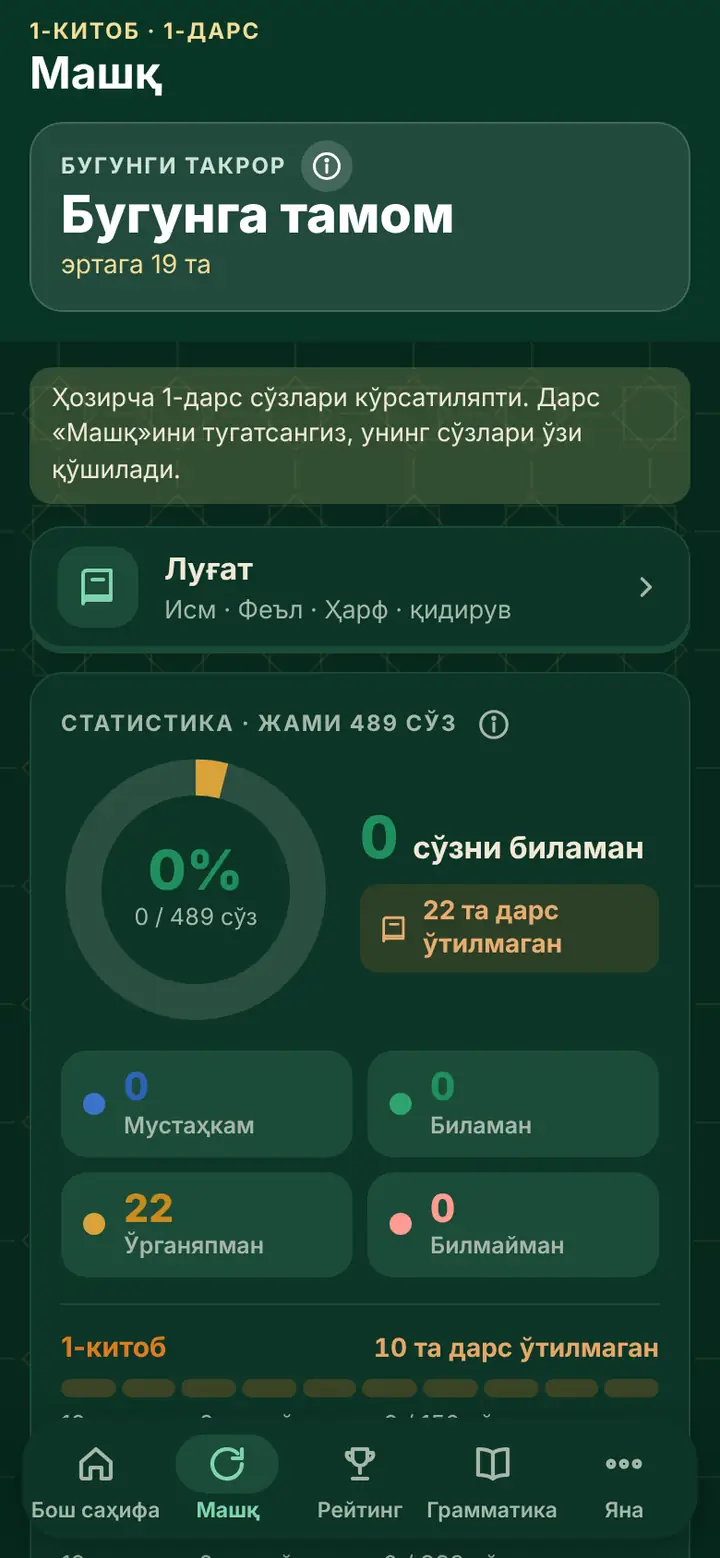 1-КИТОБ · 1-ДАРС
Машқ
БУГУНГИ ТАКРОР
Бугунга тамом
эртага 19 та
Ҳозирча 1-дарс сўзлари кўрсатиляпти. Дарс
«Машқ»ини тугатсангиз, унинг сўзлари ўзи
қўшилади.
Луғат
Исм · Феъл · Ҳарф · қидирув
СТАТИСТИКА · ЖАМИ 489 СЎЗ
0%
0 / 489 сўз
0 сўзни биламан
22 та дарс
ўтилмаган
0
Мустаҳкам
0
Биламан
22
Ўрганяпман
0
Билмайман
1-китоб
10 та дарс ўтилмаган
Бош саҳифа
Машқ
Рейтинг
Грамматика
Яна